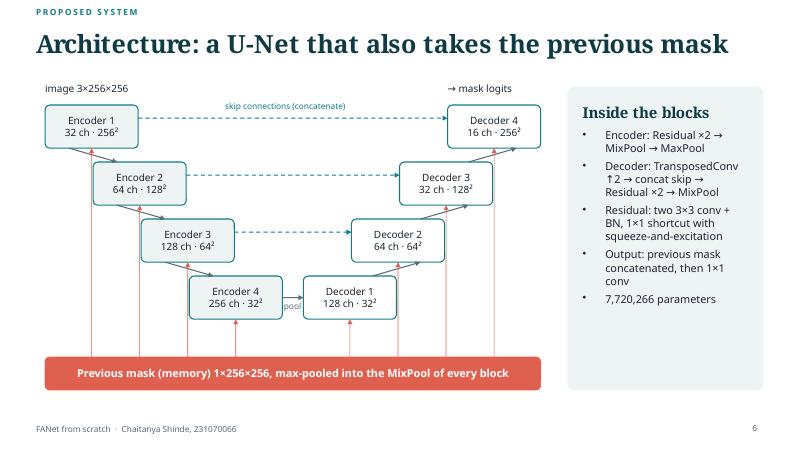 PROPOSED SYSTEM
Architecture: a U-Net that also takes the previous mask
image 3×256×256
→ mask logits
skip connections (concatenate)
Encoder 1
32 ch · 256²
Decoder 4
16 ch · 256²
Encoder 2
64 ch · 128²
Decoder 3
32 ch · 128²
Encoder 3
128 ch · 64²
Decoder 2
64 ch · 64²
Encoder 4
256 ch · 32²
pool
Decoder 1
128 ch · 32²
Previous mask (memory) 1×256×256, max-pooled into the MixPool of every block
Inside the blocks
• Encoder: Residual ×2 →
MixPool → MaxPool
• Decoder: TransposedConv
↑2 → concat skip →
Residual ×2 → MixPool
• Residual: two 3×3 conv +
BN, 1×1 shortcut with
squeeze-and-excitation
• Output: previous mask
concatenated, then 1×1
conv
• 7,720,266 parameters
FANet from scratch · Chaitanya Shinde, 231070066
6